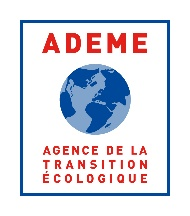 ADEME
AGENCE DE LA
TRANSITION
ÉCOLOGIQUE